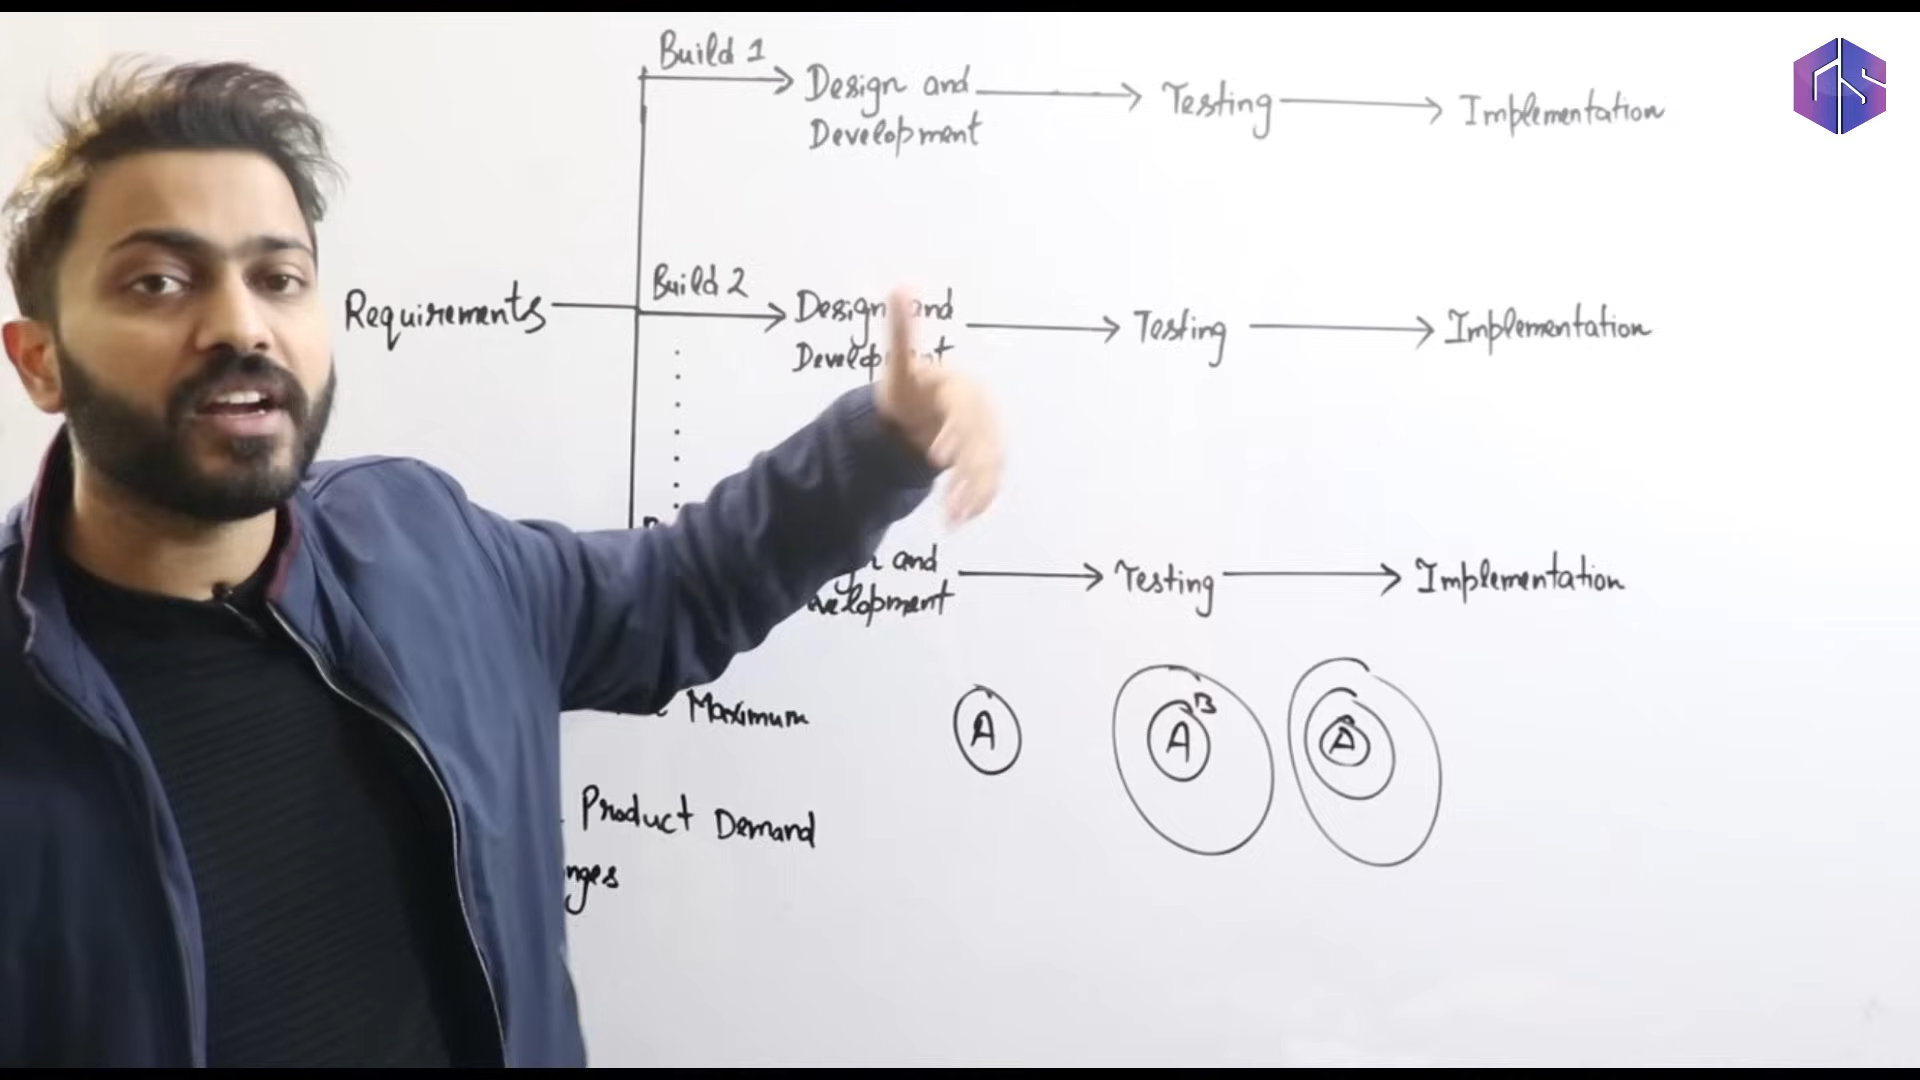 Build 1
Design and
Development
Testing
Implementation
Requirements
Build 2
Design and
Development
Testing
Implementation
and
Testing
Implementation
Maximum
A
A
B
A
Product Demand
GS